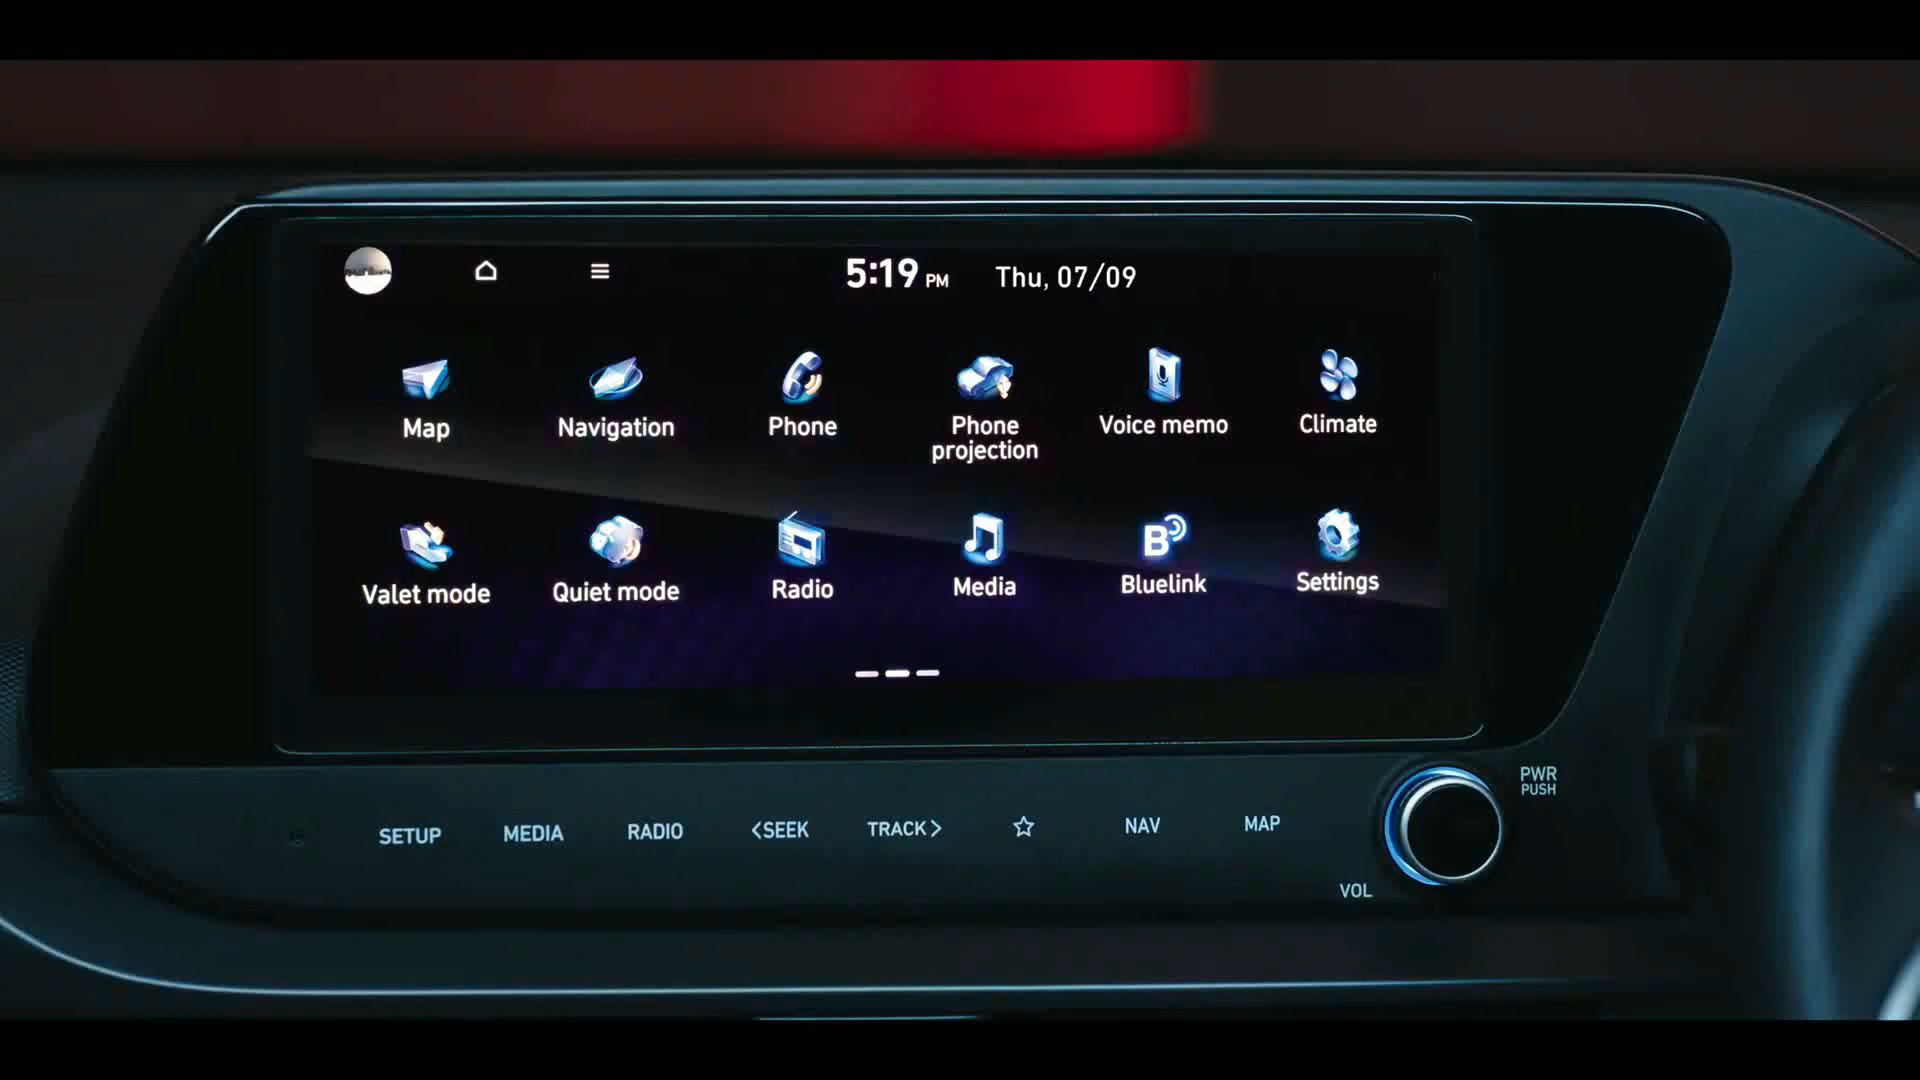 5:19 PM Thu, 07/09
Map
Navigation
Phone
Phone
projection
Voice memo
Climate
Valet mode
Quiet mode
Radio
Media
B
Bluelink
Settings
PWR
PUSH
SETUP
MEDIA
RADIO
<SEEK
TRACK>
NAV
MAP
VOL